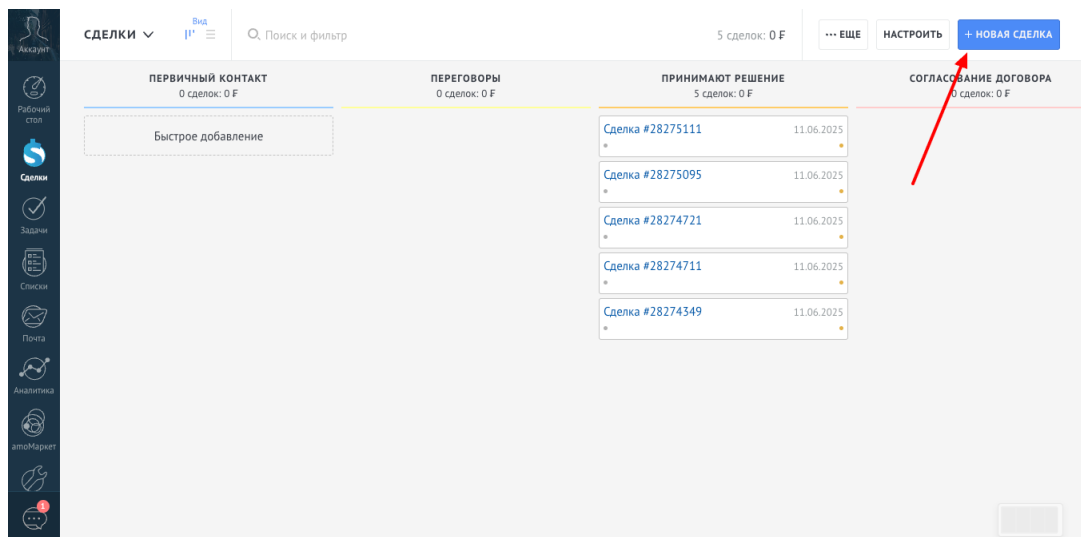 Аккаунт
Рабочий
стол
Сделки
Задачи
Списки
Почта
Аналитика
amoМаркет
1
СДЕЛКИ
Вид
Поиск и фильтр
5 сделок: 0 ₽
ЕЩЕ
НАСТРОИТЬ
НОВАЯ СДЕЛКА
ПЕРВИЧНЫЙ КОНТАКТ
0 сделок: 0 ₽
Быстрое добавление
ПЕРЕГОВОРЫ
0 сделок: 0 ₽
ПРИНИМАЮТ РЕШЕНИЕ
5 сделок: 0 ₽
Сделка #28275111 11.06.2025
Сделка #28275095 11.06.2025
Сделка #28274721 11.06.2025
Сделка #28274711 11.06.2025
Сделка #28274349 11.06.2025
СОГЛАСОВАНИЕ ДОГОВОРА
0 сделок: 0 ₽